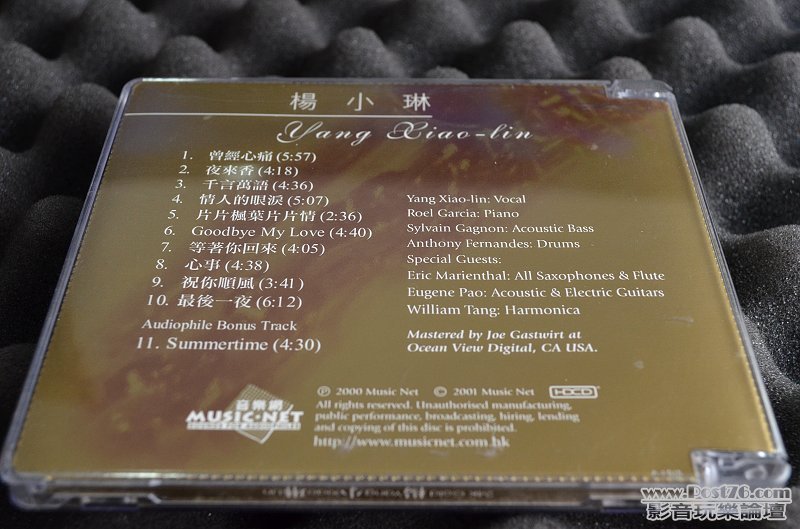 楊小琳
Yang Xiao-lin
1. 曾經心痛 (5:57)
2. 夜來香 (4:18)
3. 千言萬語 (4:36)
4. 情人的眼淚 (5:07)
5. 片片楓葉片片情 (2:36)
6. Goodbye My Love (4:40)
7. 等著你回來 (4:05)
8. 心事 (4:38)
9. 祝你順風 (3:41)
10. 最後一夜 (6:12)
Audiophile Bonus Track
11. Summertime (4:30)
Yang Xiao-lin: Vocal
Roel Garcia: Piano
Sylvain Gagnon: Acoustic Bass
Anthony Fernandes: Drums
Special Guests:
Eric Marienthal: All Saxophones & Flute
Eugene Pao: Acoustic & Electric Guitars
William Tang: Harmonica
Mastered by Joe Gastwirt at
Ocean View Digital, CA USA.
音樂網
MUSIC·NET
SOUNDS FOR AUDIOPHILES
℗ 2000 Music Net © 2001 Music Net HDCD
All rights reserved. Unauthorised manufacturing,
public performance, broadcasting, hiring, lending
and copying of this disc is prohibited.
http://www.musicnet.com.hk
www.Post76.com
影音玩樂論壇